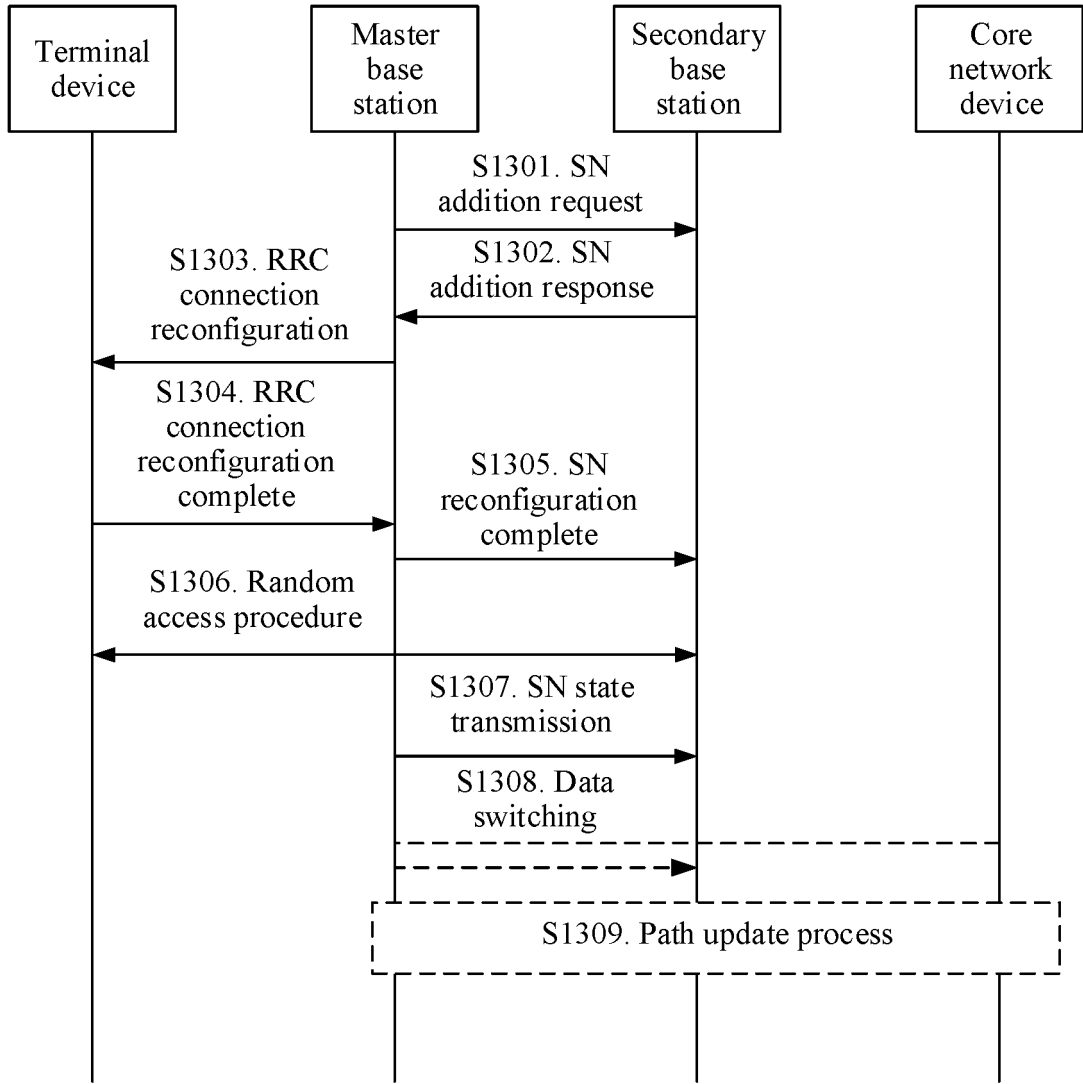 Terminal
device
Master
base
station
Secondary
base
station
Core
network
device
S1301. SN
addition request
S1302. SN
addition response
S1303. RRC
connection
reconfiguration
S1304. RRC
connection
reconfiguration
complete
S1305. SN
reconfiguration
complete
S1306. Random
access procedure
S1307. SN state
transmission
S1308. Data
switching
S1309. Path update process